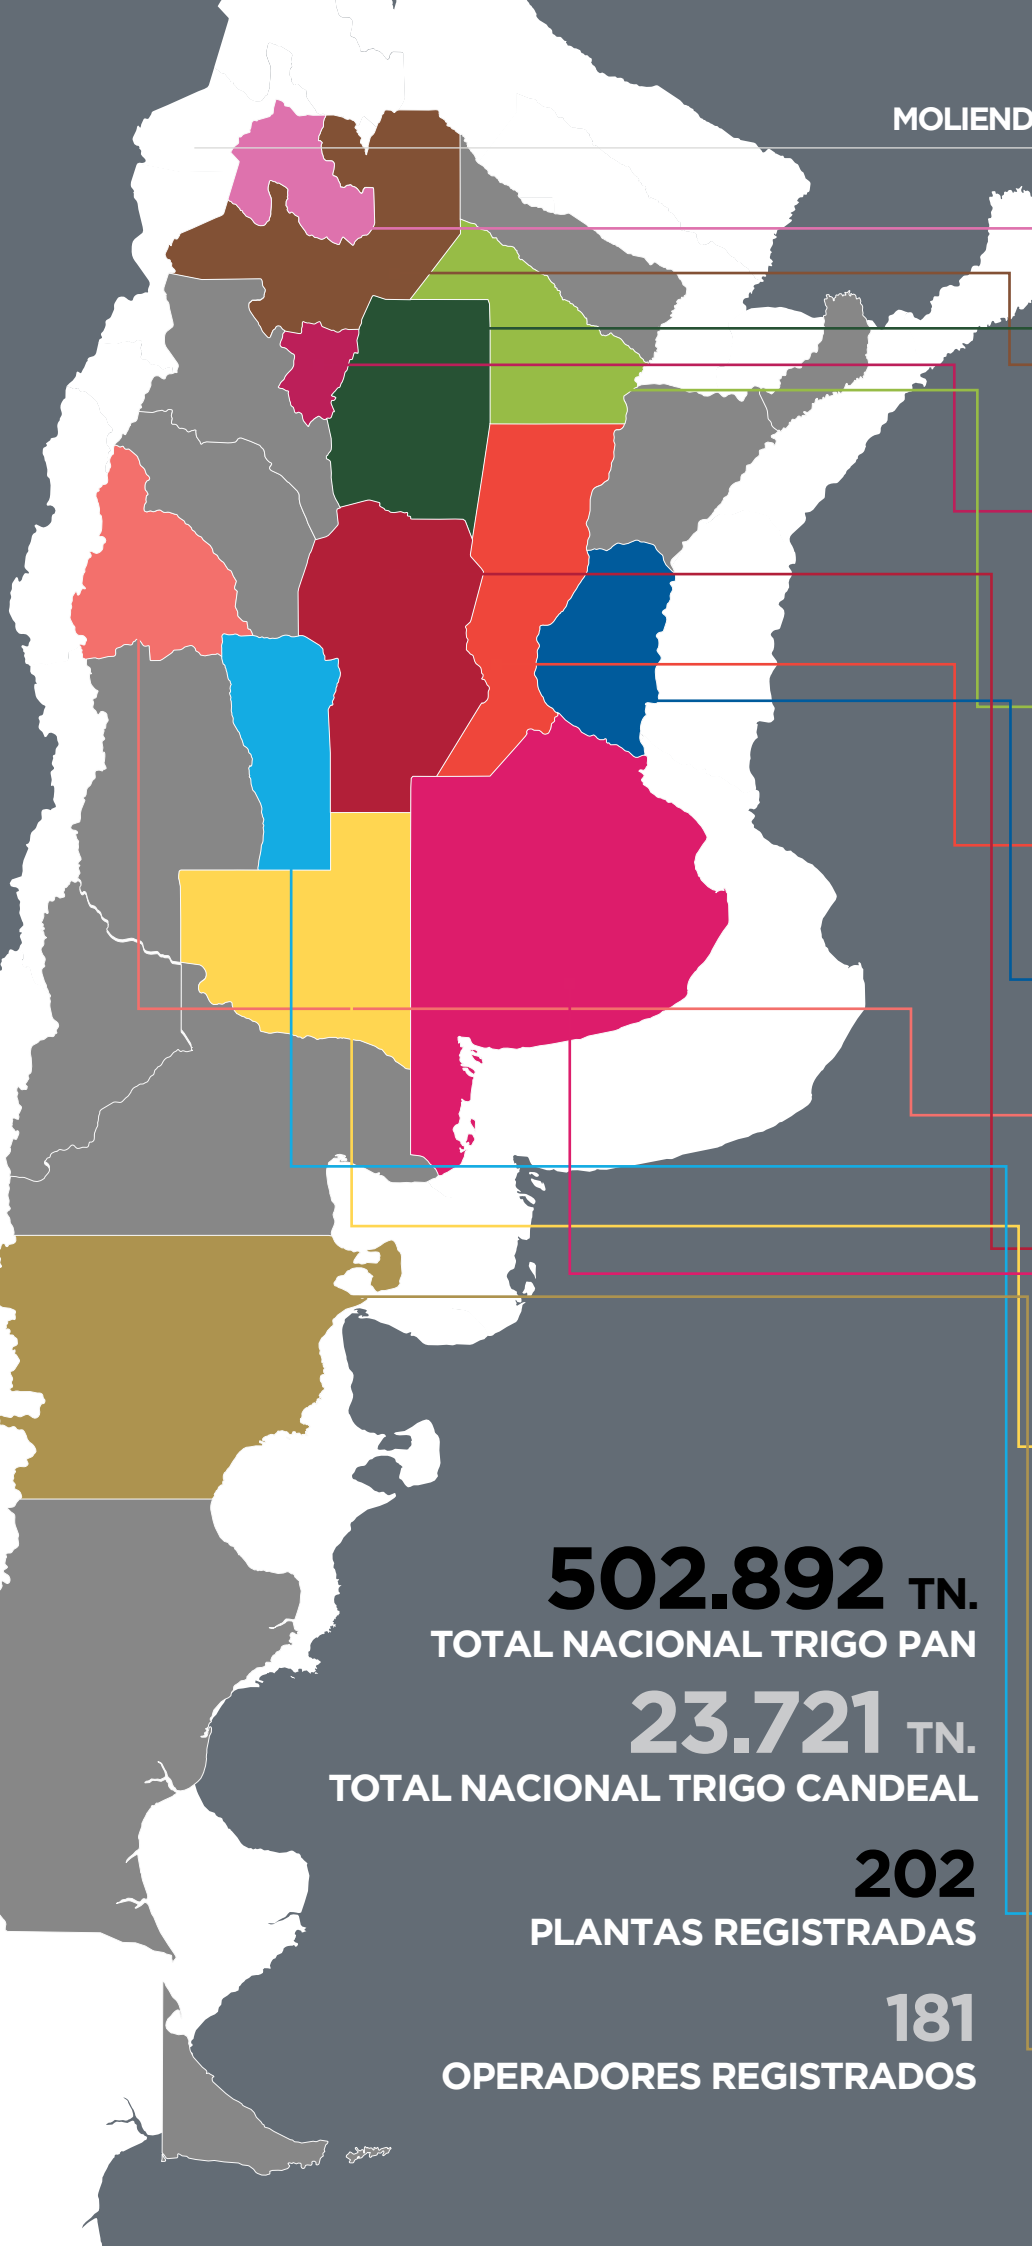 MOLIEND
502.892 TN.
TOTAL NACIONAL TRIGO PAN
23.721 TN.
TOTAL NACIONAL TRIGO CANDEAL
202
PLANTAS REGISTRADAS
181
OPERADORES REGISTRADOS